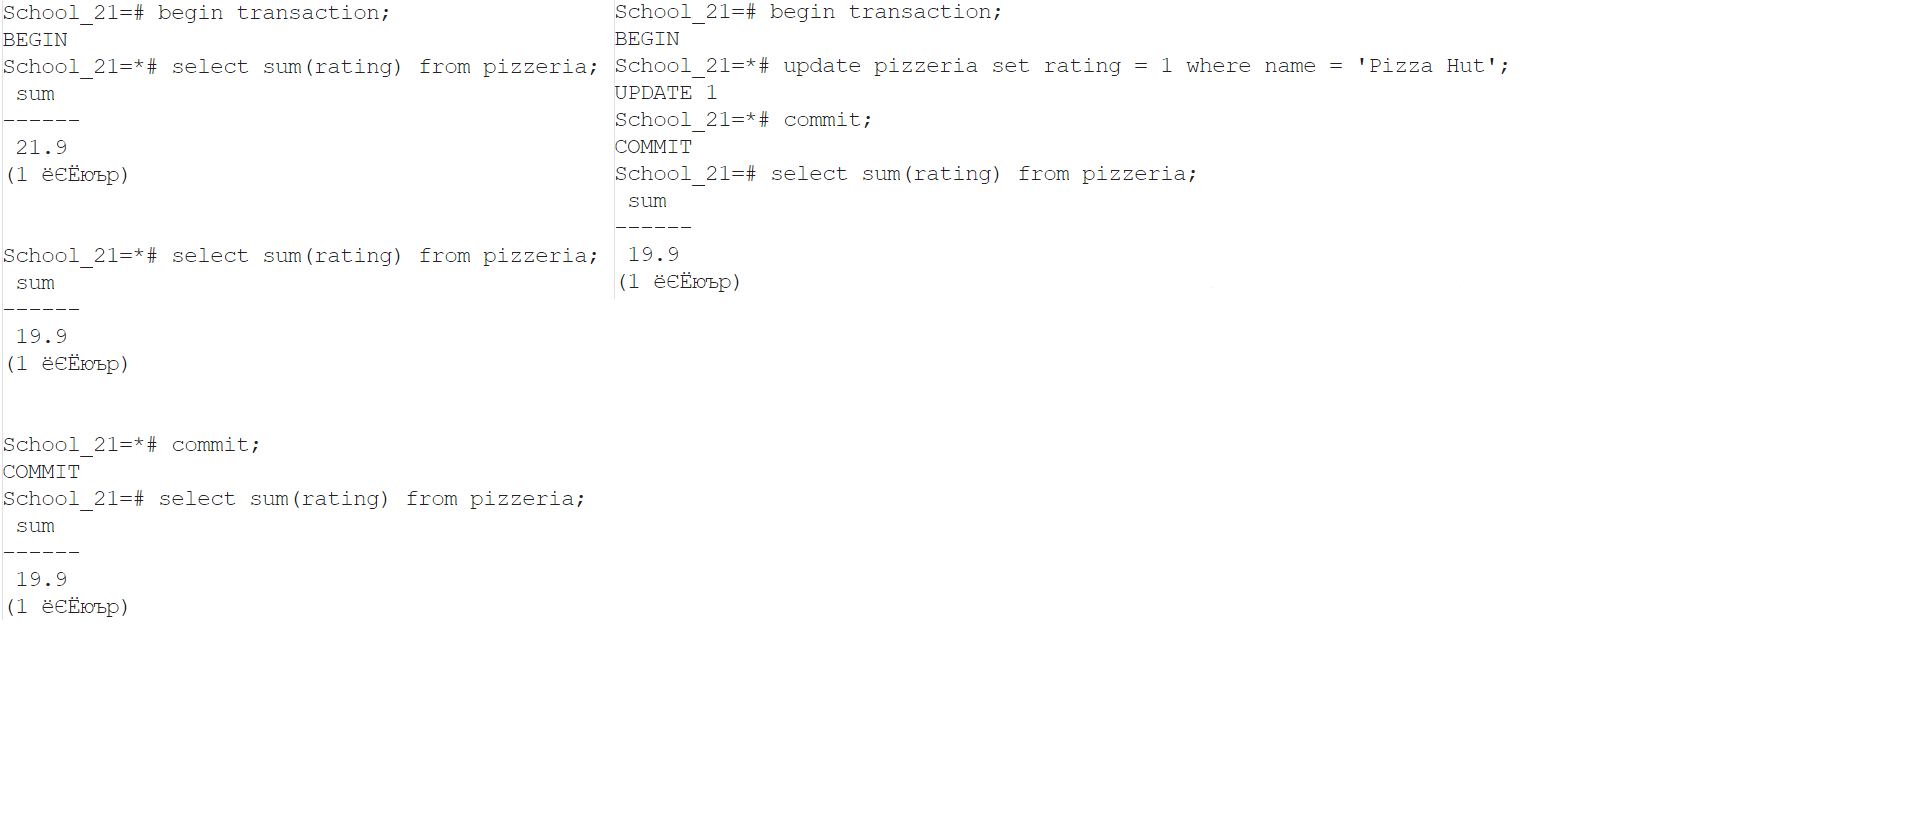 School_21=# begin transaction;
BEGIN
School_21=*# select sum(rating) from pizzeria;
 sum
------
 21.9
(1 ёЄЁюър)
School_21=*# select sum(rating) from pizzeria;
 sum
------
 19.9
(1 ёЄЁюър)
School_21=*# commit;
COMMIT
School_21=# select sum(rating) from pizzeria;
 sum
------
 19.9
(1 ёЄЁюър)
School_21=# begin transaction;
BEGIN
School_21=*# update pizzeria set rating = 1 where name = 'Pizza Hut';
UPDATE 1
School_21=*# commit;
COMMIT
School_21=# select sum(rating) from pizzeria;
 sum
------
 19.9
(1 ёЄЁюър)